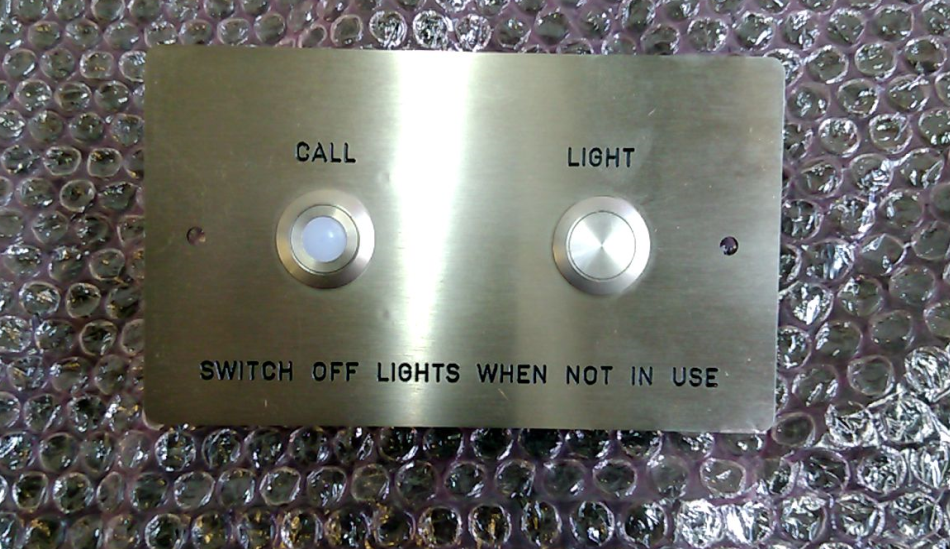 CALL LIGHT
SWITCH OFF LIGHTS WHEN NOT IN USE